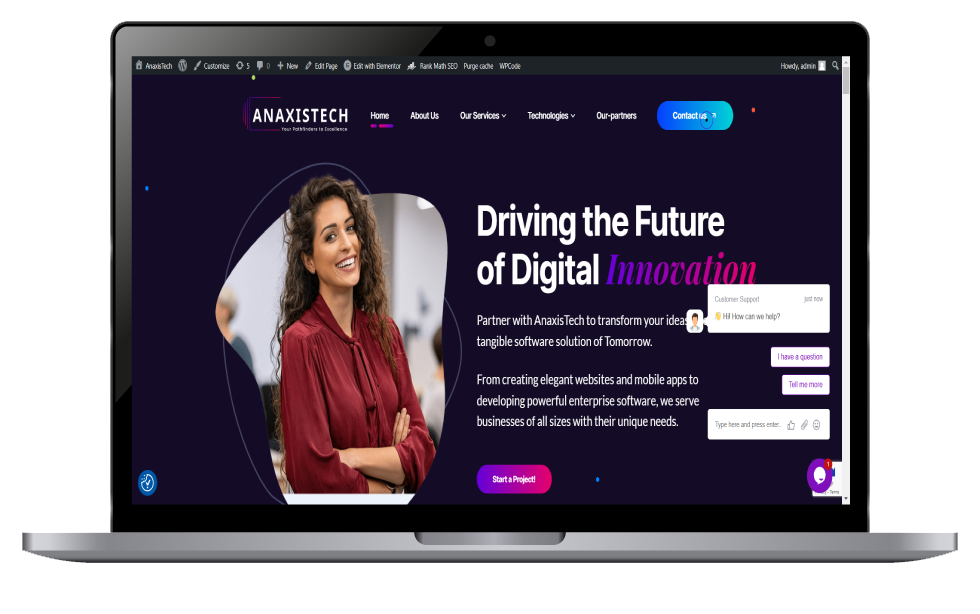 AnaxisTech Customize 5 0 New Edit Page Edit with Elementor Rank Math SEO Purge cache WPCode Howdy, admin
ANAXISTECH
Your Pathfinders to Excellence
Home About Us Our Services Technologies Our-partners Contact us
Driving the Future
of Digital Innovation
Partner with AnaxisTech to transform your ideas
tangible software solution of Tomorrow.
From creating elegant websites and mobile apps to
developing powerful enterprise software, we serve
businesses of all sizes with their unique needs.
Start a Project!
Customer Support just now
👋 Hi! How can we help?
I have a question
Tell me more
Type here and press enter.
1
- Terms